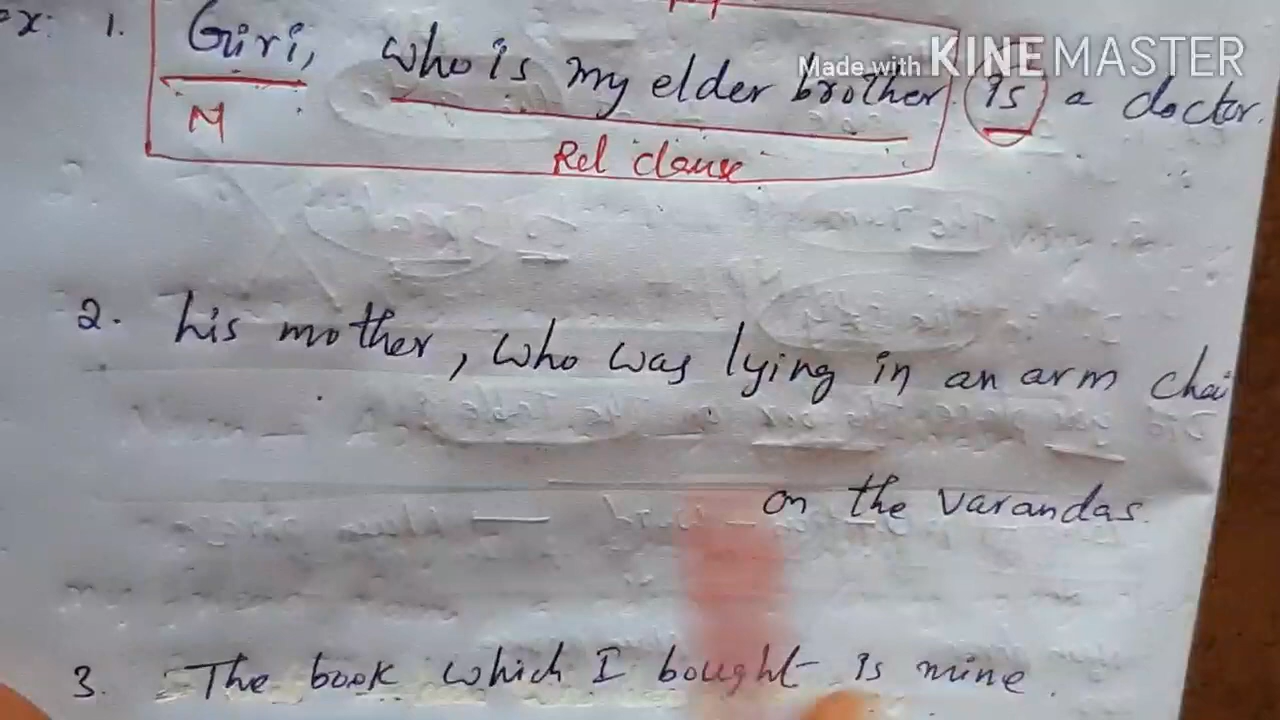 ex: 1. Giri, who is my elder brother is a doctor.
N
Rel clause
Made with KINEMASTER
2. his mother, who was lying in an arm chai
on the varandas.
3. The book which I bought is mine.